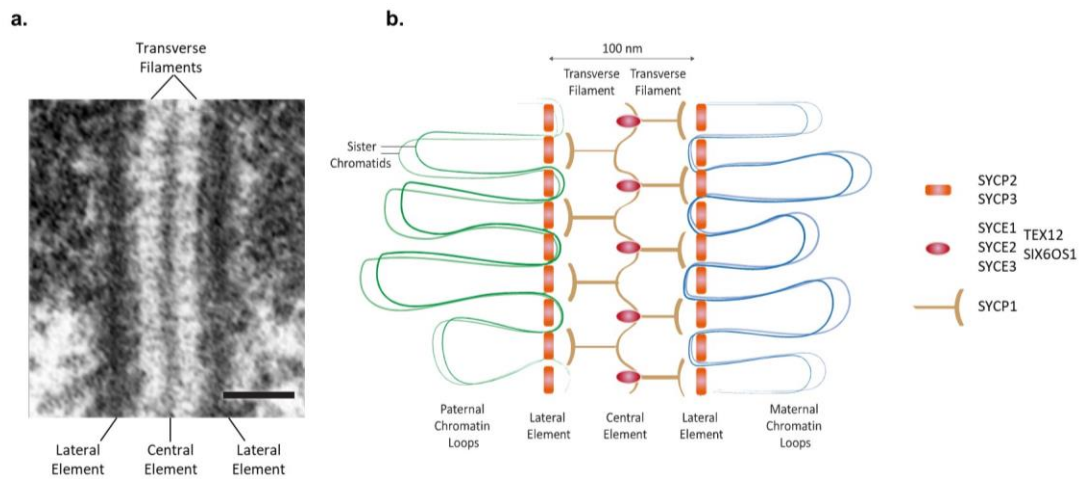 a.
Transverse
Filaments
Lateral
Element
Central
Element
Lateral
Element
b.
100 nm
Transverse
Filament
Transverse
Filament
Sister
Chromatids
Paternal
Chromatin
Loops
Lateral
Element
Central
Element
Lateral
Element
Maternal
Chromatin
Loops
SYCP2
SYCP3
SYCE1
SYCE2
SYCE3
TEX12
SIX6OS1
SYCP1